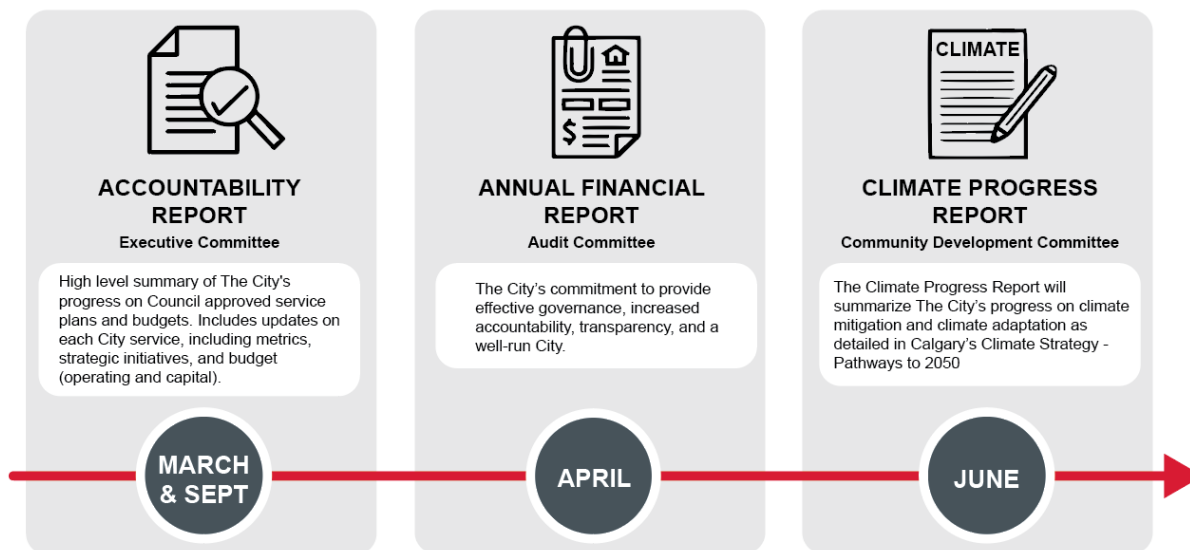 ACCOUNTABILITY
REPORT
Executive Committee
High level summary of The City's
progress on Council approved service
plans and budgets. Includes updates on
each City service, including metrics,
strategic initiatives, and budget
(operating and capital).
MARCH
& SEPT
$
ANNUAL FINANCIAL
REPORT
Audit Committee
The City’s commitment to provide
effective governance, increased
accountability, transparency, and a
well-run City.
APRIL
CLIMATE
CLIMATE PROGRESS
REPORT
Community Development Committee
The Climate Progress Report will
summarize The City’s progress on climate
mitigation and climate adaptation as
detailed in Calgary’s Climate Strategy -
Pathways to 2050
JUNE